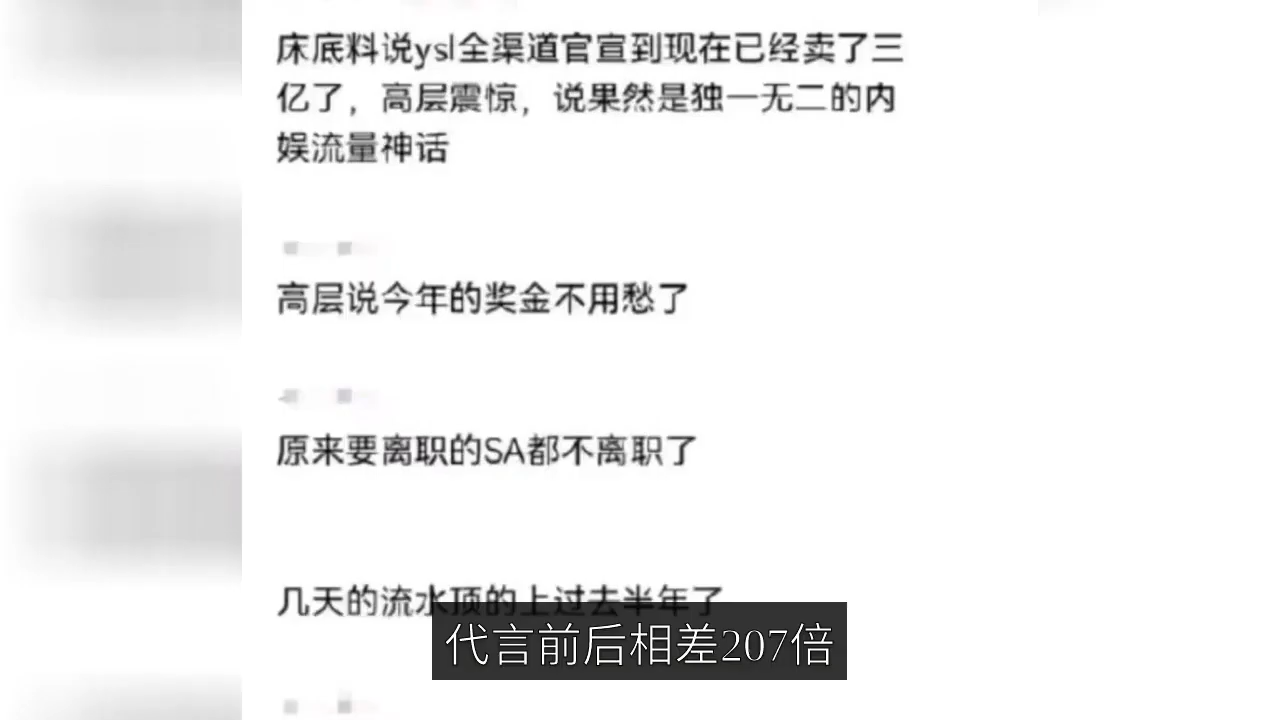 床底料说ysl全渠道官宣到现在已经卖了三
亿了，高层震惊，说果然是独一无二的内
娱流量神话
高层说今年的奖金不用愁了
原来要离职的SA都不离职了
几天的流水顶的上过去半年了
代言前后相差207倍